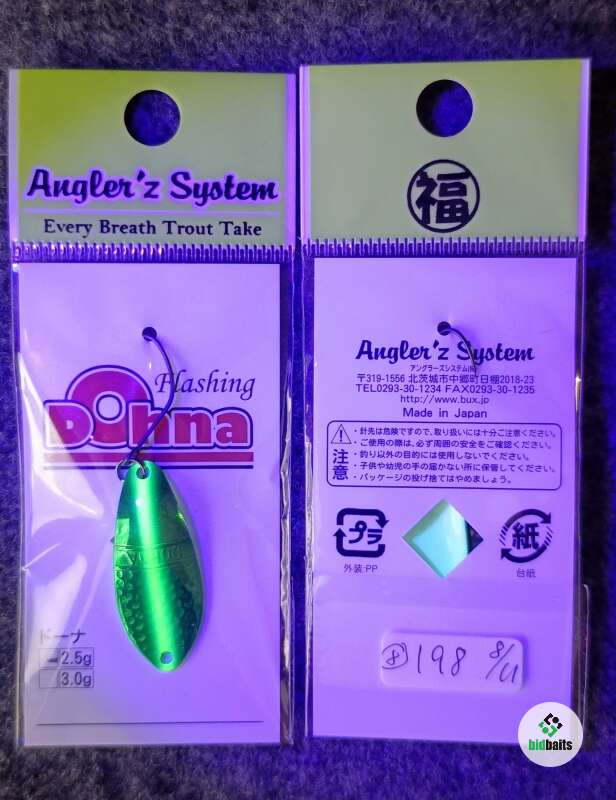 Angler'z System
Every Breath Trout Take
Flashing
Dohna
ドーナ
2.5g
3.0g
福
Angler'z System
アングラーズシステム㈱
〒319-1556 北茨城市中郷町日棚2018-23
TEL0293-30-1234 FAX0293-30-1235
http://www.bux.jp
Made in Japan
注意
・針先は危険ですので、取り扱いには十分ご注意ください。
・ご使用の際は、必ず周囲の安全をご確認ください。
・釣り以外の目的には使用しないでください。
・子供や幼児の手の届かない所に保管してください。
・パッケージの投げ捨てはやめましょう。
プラ
外装:PP
紙
台紙
⑧ 198 8/11
bidbaits